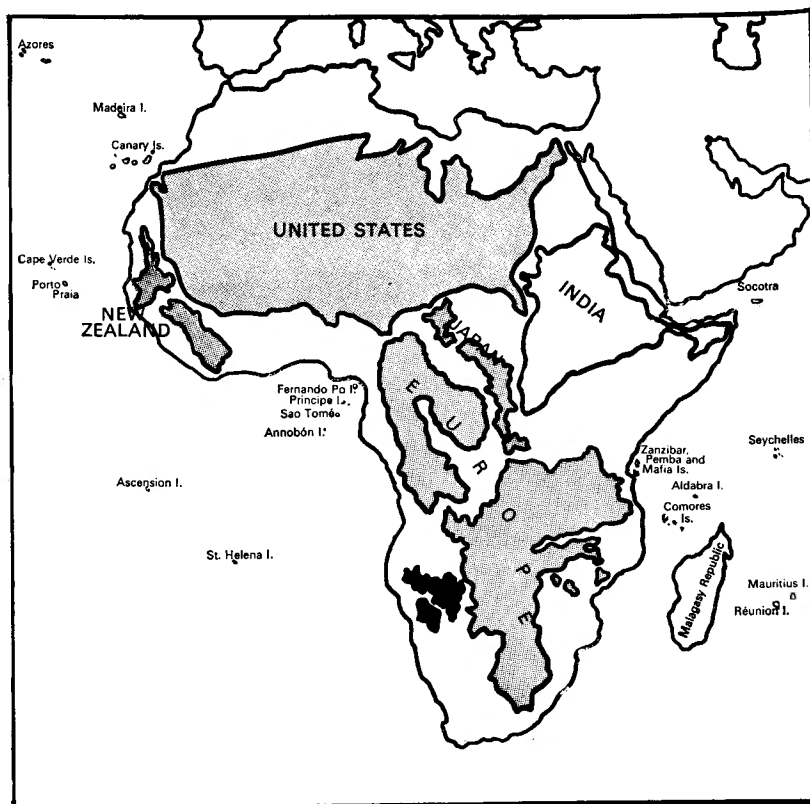 Azores
Madeira I.
Canary Is.
UNITED STATES
Cape Verde Is.
Porto
Praia
NEW
ZEALAND
INDIA
Socotra
JAPAN
EUROPE
Fernando Po I.
Principe I.
Sao Tomé
Annobón I.
Zanzibar,
Pemba and
Mafia Is.
Seychelles
Ascension I.
Aldabra I.
Comores
Is.
St. Helena I.
Malagasy Republic
Mauritius I.
Réunion I.